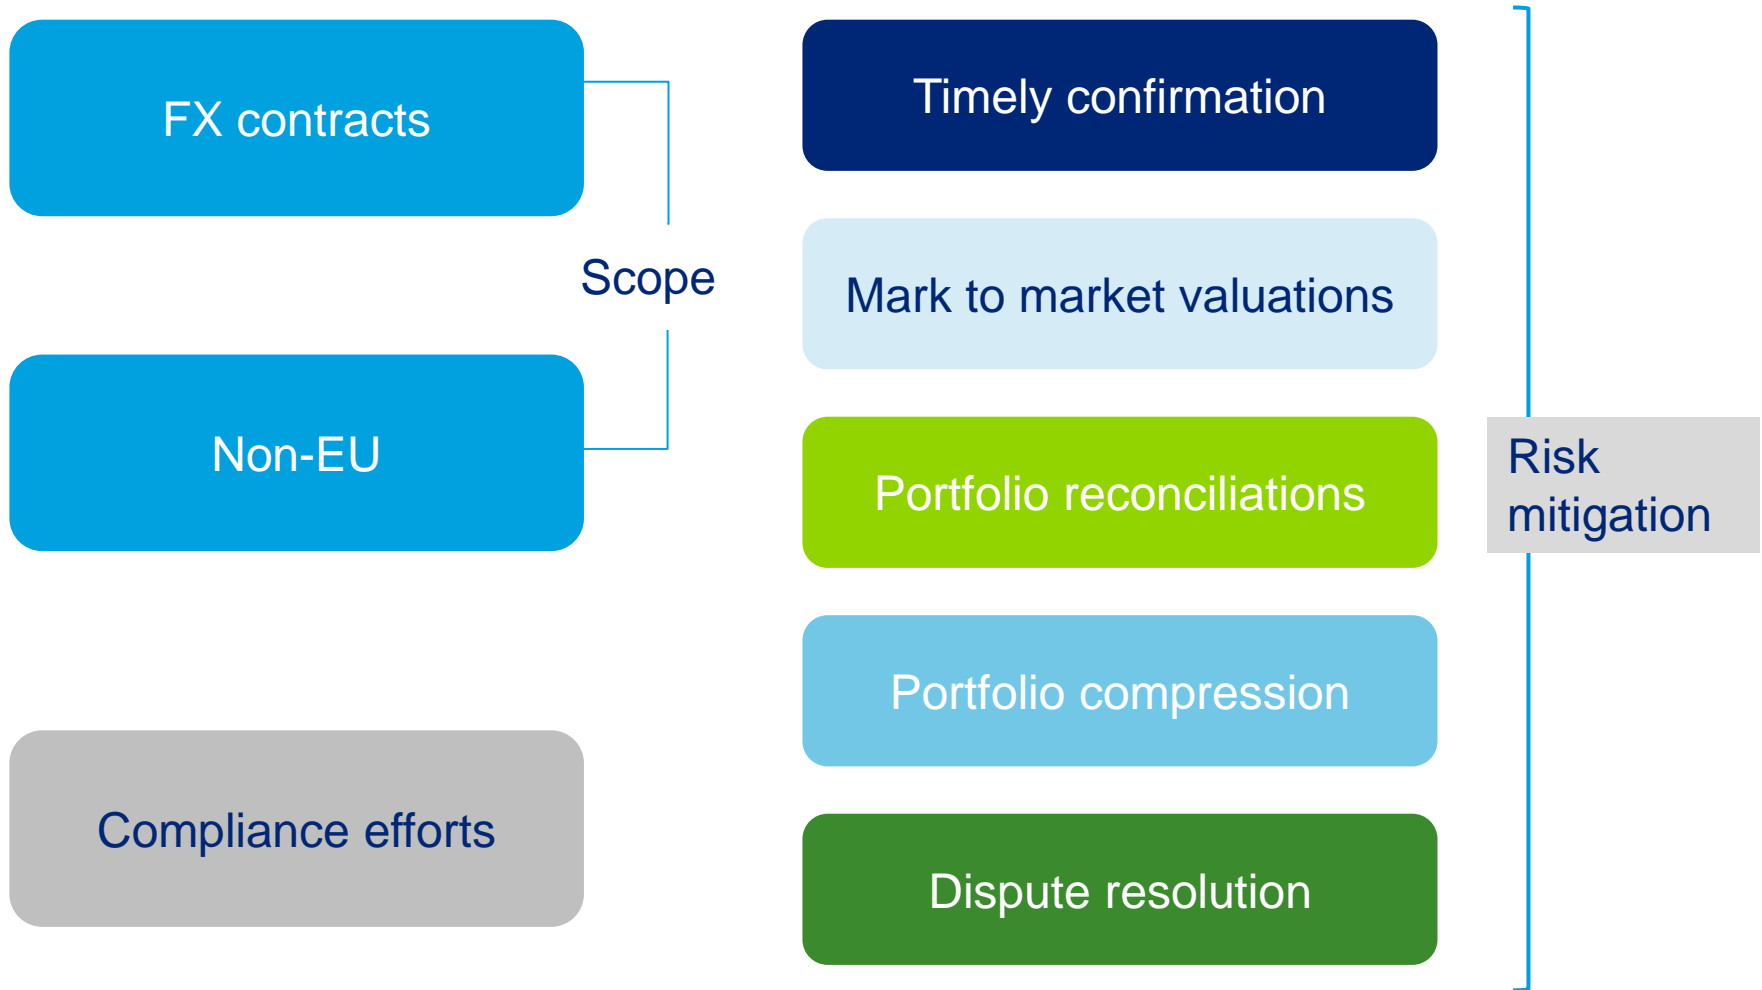 FX contracts
Scope
Non-EU
Compliance efforts
Timely confirmation
Mark to market valuations
Portfolio reconciliations
Portfolio compression
Dispute resolution
Risk
mitigation